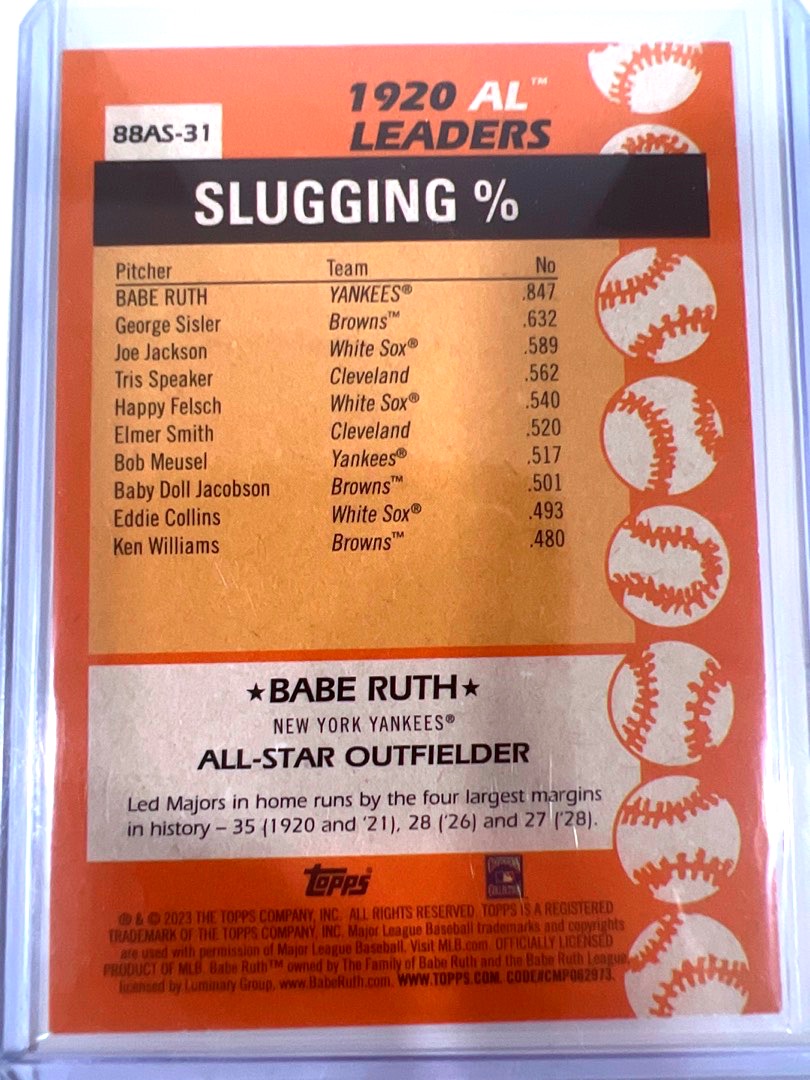 88AS-31
1920 AL™
LEADERS
SLUGGING %
Pitcher Team No
BABE RUTH YANKEES® .847
George Sisler Browns™ .632
Joe Jackson White Sox® .589
Tris Speaker Cleveland .562
Happy Felsch White Sox® .540
Elmer Smith Cleveland .520
Bob Meusel Yankees® .517
Baby Doll Jacobson Browns™ .501
Eddie Collins White Sox® .493
Ken Williams Browns™ .480
★BABE RUTH★
NEW YORK YANKEES®
ALL-STAR OUTFIELDER
Led Majors in home runs by the four largest margins
in history – 35 (1920 and '21), 28 ('26) and 27 ('28).
topps®
COOPERSTOWN
COLLECTION
® & © 2023 THE TOPPS COMPANY, INC. ALL RIGHTS RESERVED. TOPPS IS A REGISTERED
TRADEMARK OF THE TOPPS COMPANY, INC. Major League Baseball trademarks and copyrights
are used with permission of Major League Baseball. Visit MLB.com. OFFICIALLY LICENSED
PRODUCT OF MLB. Babe Ruth™ owned by The Family of Babe Ruth and the Babe Ruth League
licensed by Luminary Group, www.BabeRuth.com. WWW.TOPPS.COM. CODE#CMP062973.